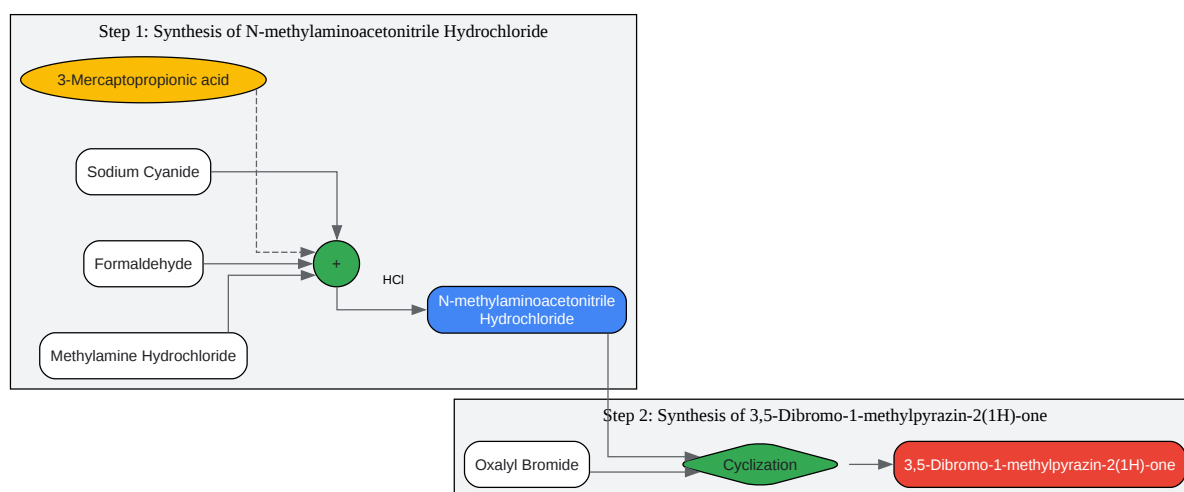 Step 1: Synthesis of N-methylaminoacetonitrile Hydrochloride
3-Mercaptopropionic acid
Sodium Cyanide
Formaldehyde
+
HCl
Methylamine Hydrochloride
N-methylaminoacetonitrile
Hydrochloride
Step 2: Synthesis of 3,5-Dibromo-1-methylpyrazin-2(1H)-one
Oxalyl Bromide
Cyclization
3,5-Dibromo-1-methylpyrazin-2(1H)-one